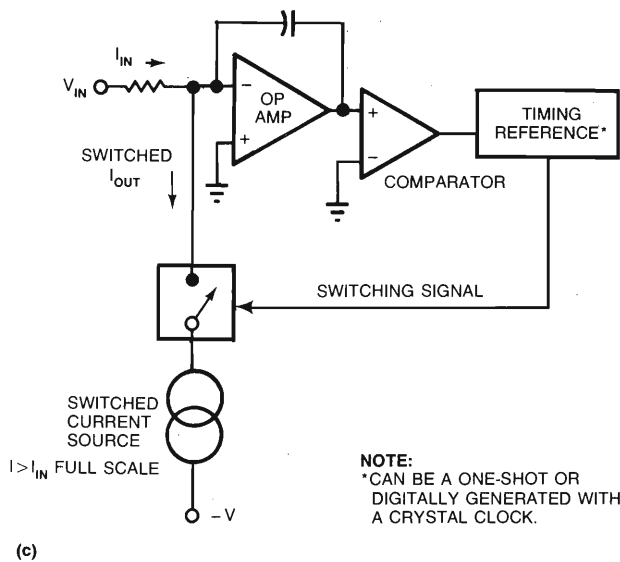 I_IN →
V_IN
−
OP
AMP
+
+
−
COMPARATOR
TIMING
REFERENCE*
SWITCHED
I_OUT
SWITCHING SIGNAL
SWITCHED
CURRENT
SOURCE
I>I_IN FULL SCALE
−V
NOTE:
*CAN BE A ONE-SHOT OR
DIGITALLY GENERATED WITH
A CRYSTAL CLOCK.
(c)